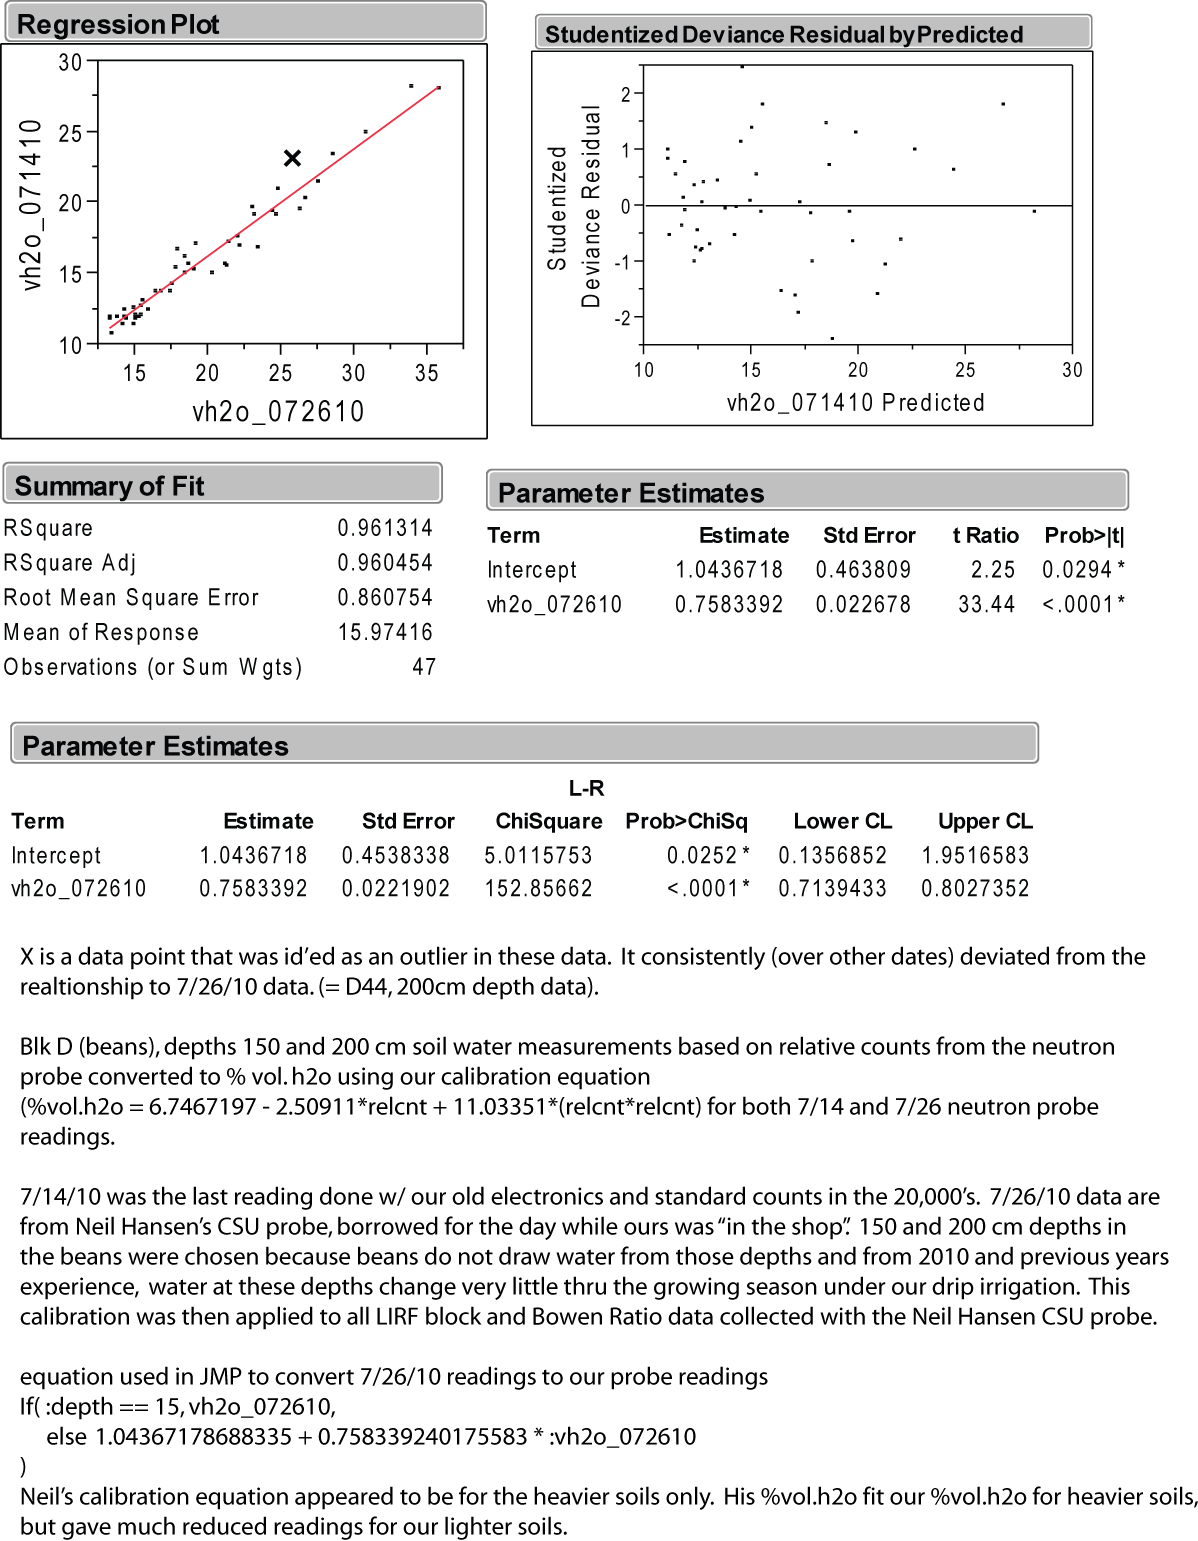 Regression Plot
30
25
20
15
10
vh2o_071410
15 20 25 30 35
vh2o_072610
Studentized Deviance Residual by Predicted
2
1
0
-1
-2
Studentized
Deviance Residual
10 15 20 25 30
vh2o_071410 Predicted
Summary of Fit
RSquare 0.961314
RSquare Adj 0.960454
Root Mean Square Error 0.860754
Mean of Response 15.97416
Observations (or Sum Wgts) 47
Parameter Estimates
Term Estimate Std Error t Ratio Prob>|t|
Intercept 1.0436718 0.463809 2.25 0.0294 *
vh2o_072610 0.7583392 0.022678 33.44 <.0001 *
Parameter Estimates
L-R
Term Estimate Std Error ChiSquare Prob>ChiSq Lower CL Upper CL
Intercept 1.0436718 0.4538338 5.0115753 0.0252 * 0.1356852 1.9516583
vh2o_072610 0.7583392 0.0221902 152.85662 <.0001 * 0.7139433 0.8027352
X is a data point that was id'ed as an outlier in these data. It consistently (over other dates) deviated from the
realtionship to 7/26/10 data. (= D44, 200cm depth data).
Blk D (beans), depths 150 and 200 cm soil water measurements based on relative counts from the neutron
probe converted to % vol. h2o using our calibration equation
(%vol.h2o = 6.7467197 - 2.50911*relcnt + 11.03351*(relcnt*relcnt) for both 7/14 and 7/26 neutron probe
readings.
7/14/10 was the last reading done w/ our old electronics and standard counts in the 20,000's. 7/26/10 data are
from Neil Hansen's CSU probe, borrowed for the day while ours was "in the shop". 150 and 200 cm depths in
the beans were chosen because beans do not draw water from those depths and from 2010 and previous years
experience, water at these depths change very little thru the growing season under our drip irrigation. This
calibration was then applied to all LIRF block and Bowen Ratio data collected with the Neil Hansen CSU probe.
equation used in JMP to convert 7/26/10 readings to our probe readings
If( :depth == 15, vh2o_072610,
else 1.04367178688335 + 0.758339240175583 * :vh2o_072610
)
Neil's calibration equation appeared to be for the heavier soils only. His %vol.h2o fit our %vol.h2o for heavier soils,
but gave much reduced readings for our lighter soils.